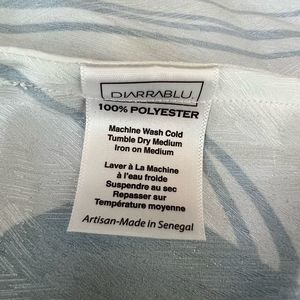 DIARRABLU
100% POLYESTER
Machine Wash Cold
Tumble Dry Medium
Iron on Medium
Laver à La Machine
à l'eau froide
Suspendre au sec
Repasser sur
Température moyenne
Artisan-Made in Senegal